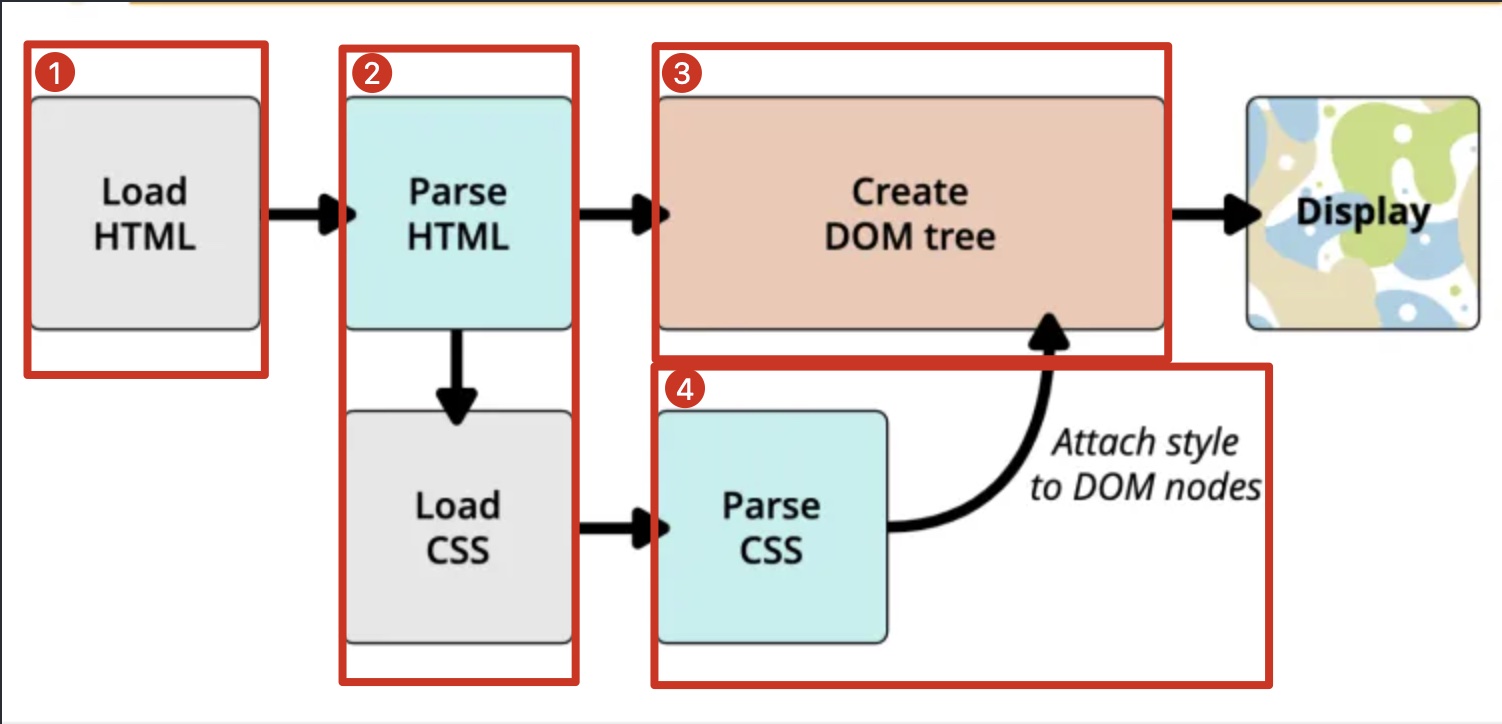 1
Load
HTML
2
Parse
HTML
Load
CSS
3
Create
DOM tree
4
Parse
CSS
Attach style
to DOM nodes
Display